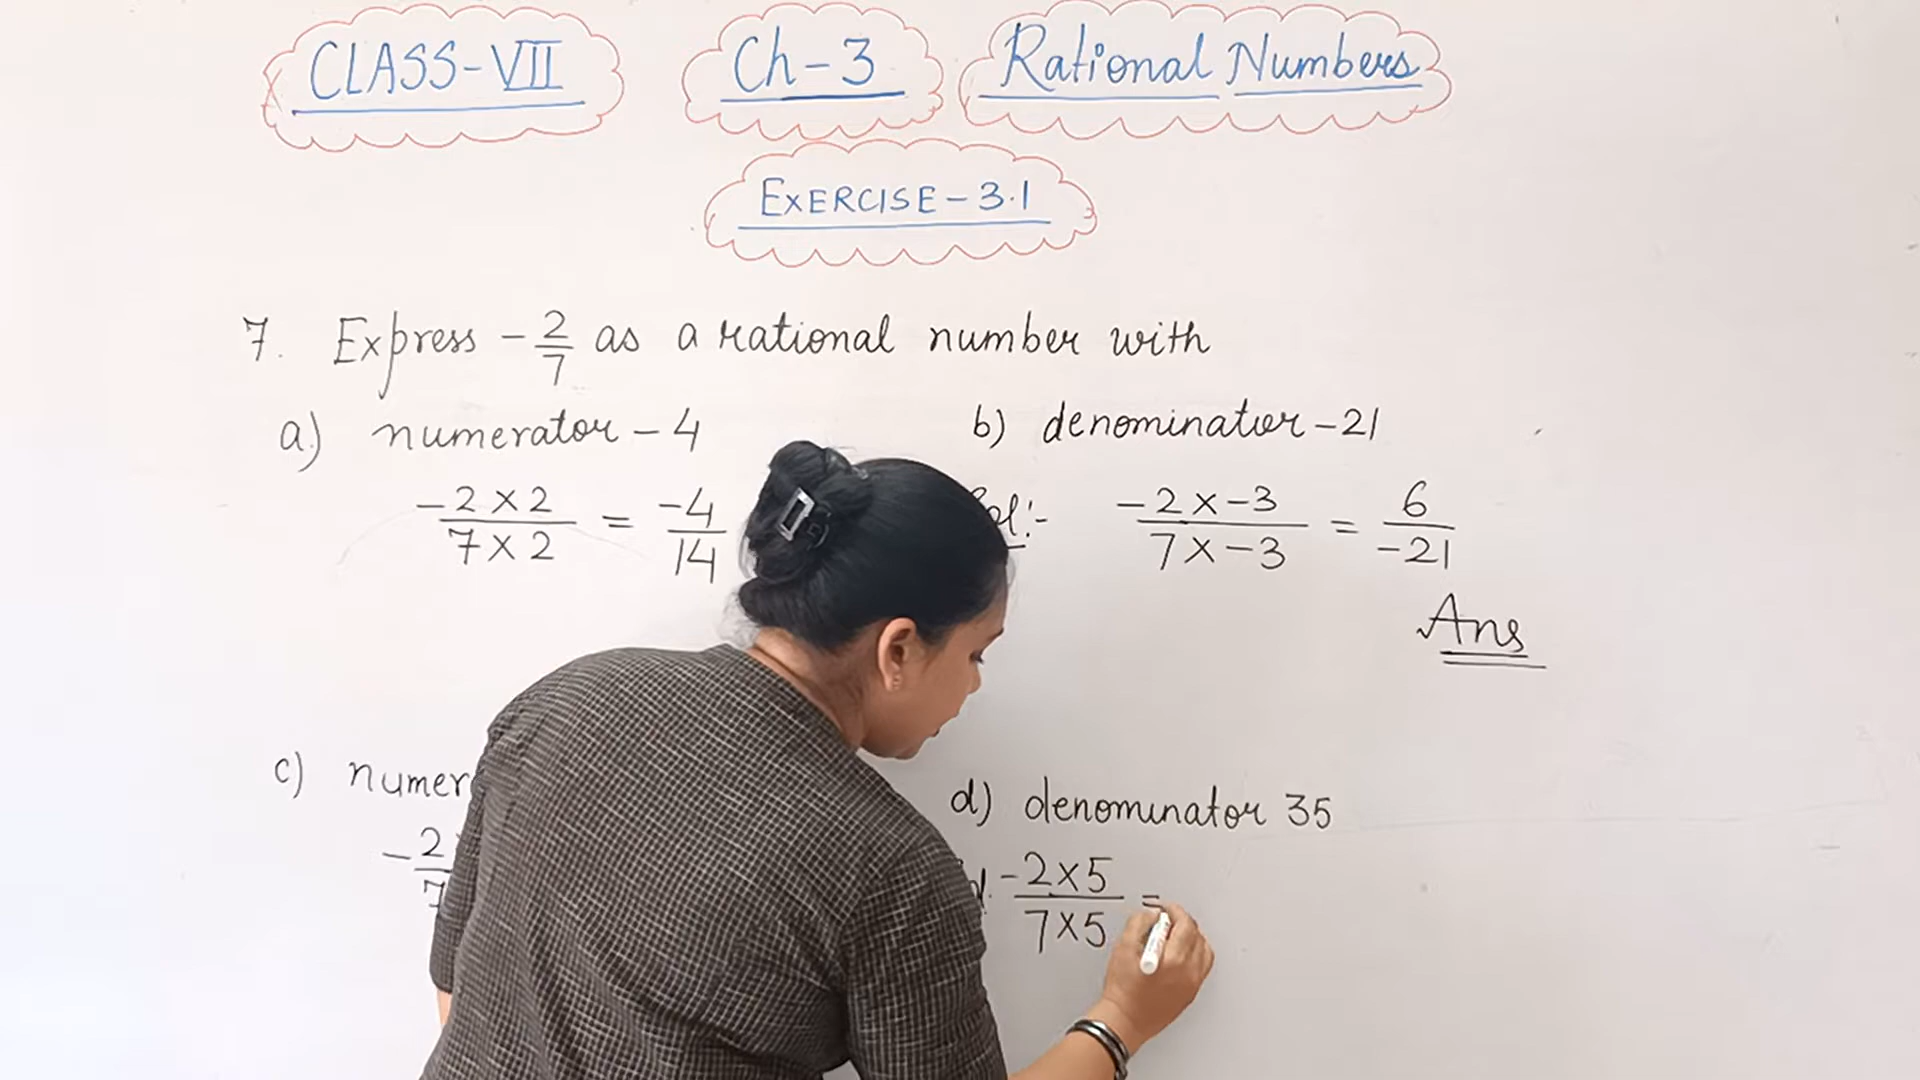 CLASS-VII Ch-3 Rational Numbers
EXERCISE-3.1
7. Express -2/7 as a rational number with
a) numerator -4
-2×2/7×2 = -4/14
b) denominator -21
-2×-3/7×-3 = 6/-21
Ans
c)
-2/7
d) denominator 35
-2×5/7×5 =